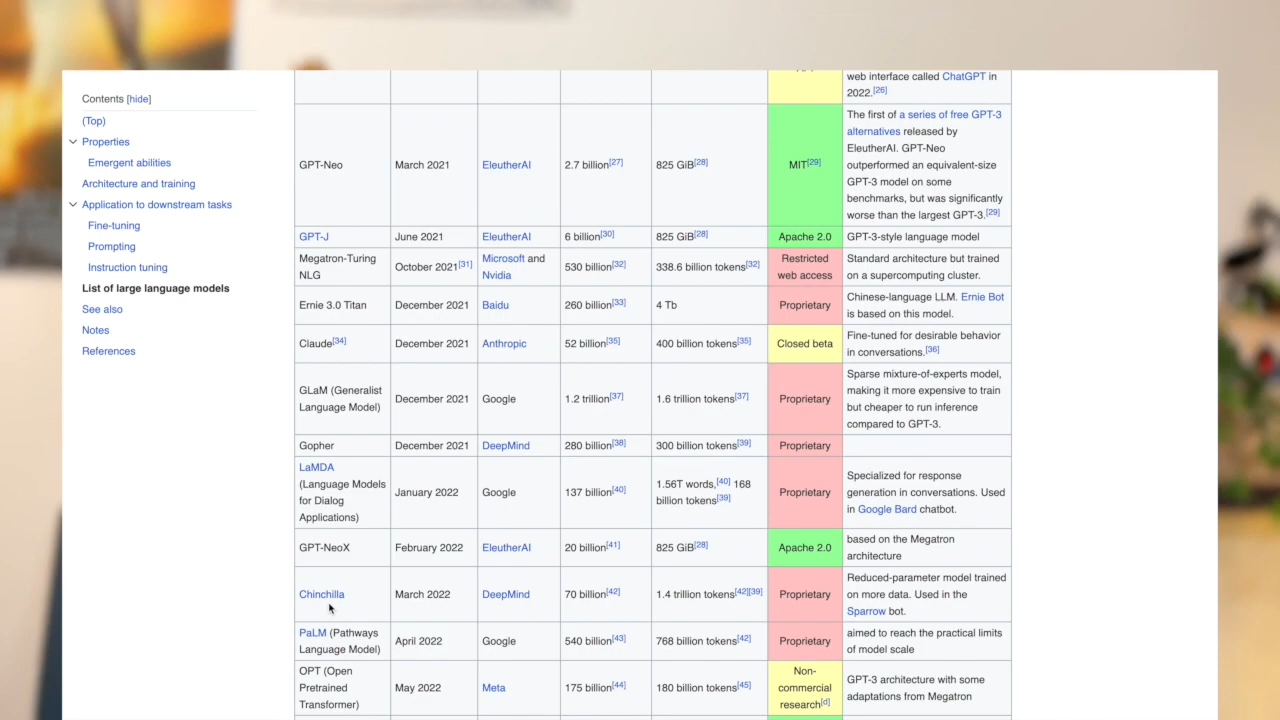 Contents [hide]
(Top)
Properties
Emergent abilities
Architecture and training
Application to downstream tasks
Fine-tuning
Prompting
Instruction tuning
List of large language models
See also
Notes
References
web interface called ChatGPT in
2022.[26]
GPT-Neo March 2021 EleutherAI 2.7 billion[27] 825 GiB[28] MIT[29]
The first of a series of free GPT-3
alternatives released by
EleutherAI. GPT-Neo
outperformed an equivalent-size
GPT-3 model on some
benchmarks, but was significantly
worse than the largest GPT-3.[29]
GPT-J June 2021 EleutherAI 6 billion[30] 825 GiB[28] Apache 2.0 GPT-3-style language model
Megatron-Turing
NLG
October 2021[31]
Microsoft and
Nvidia
530 billion[32] 338.6 billion tokens[32]
Restricted
web access
Standard architecture but trained
on a supercomputing cluster.
Ernie 3.0 Titan December 2021 Baidu 260 billion[33] 4 Tb Proprietary
Chinese-language LLM. Ernie Bot
is based on this model.
Claude[34] December 2021 Anthropic 52 billion[35] 400 billion tokens[35] Closed beta
Fine-tuned for desirable behavior
in conversations.[36]
GLaM (Generalist
Language Model)
December 2021 Google 1.2 trillion[37] 1.6 trillion tokens[37] Proprietary
Sparse mixture-of-experts model,
making it more expensive to train
but cheaper to run inference
compared to GPT-3.
Gopher December 2021 DeepMind 280 billion[38] 300 billion tokens[39] Proprietary
LaMDA
(Language Models
for Dialog
Applications)
January 2022 Google 137 billion[40]
1.56T words,[40] 168
billion tokens[39]
Proprietary
Specialized for response
generation in conversations. Used
in Google Bard chatbot.
GPT-NeoX February 2022 EleutherAI 20 billion[41] 825 GiB[28] Apache 2.0
based on the Megatron
architecture
Chinchilla March 2022 DeepMind 70 billion[42] 1.4 trillion tokens[42][39] Proprietary
Reduced-parameter model trained
on more data. Used in the
Sparrow bot.
PaLM (Pathways
Language Model)
April 2022 Google 540 billion[43] 768 billion tokens[42] Proprietary
aimed to reach the practical limits
of model scale
OPT (Open
Pretrained
Transformer)
May 2022 Meta 175 billion[44] 180 billion tokens[45]
Non-
commercial
research[d]
GPT-3 architecture with some
adaptations from Megatron